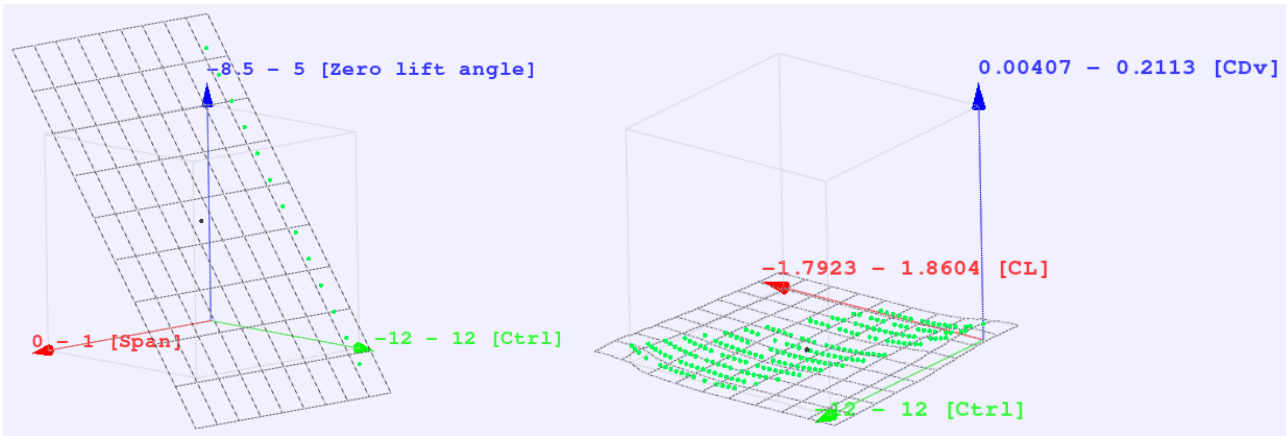 -8.5 - 5 [Zero lift angle]
0 - 1 [Span]
-12 - 12 [Ctrl]
0.00407 - 0.2113 [CDv]
-1.7923 - 1.8604 [CL]
-12 - 12 [Ctrl]